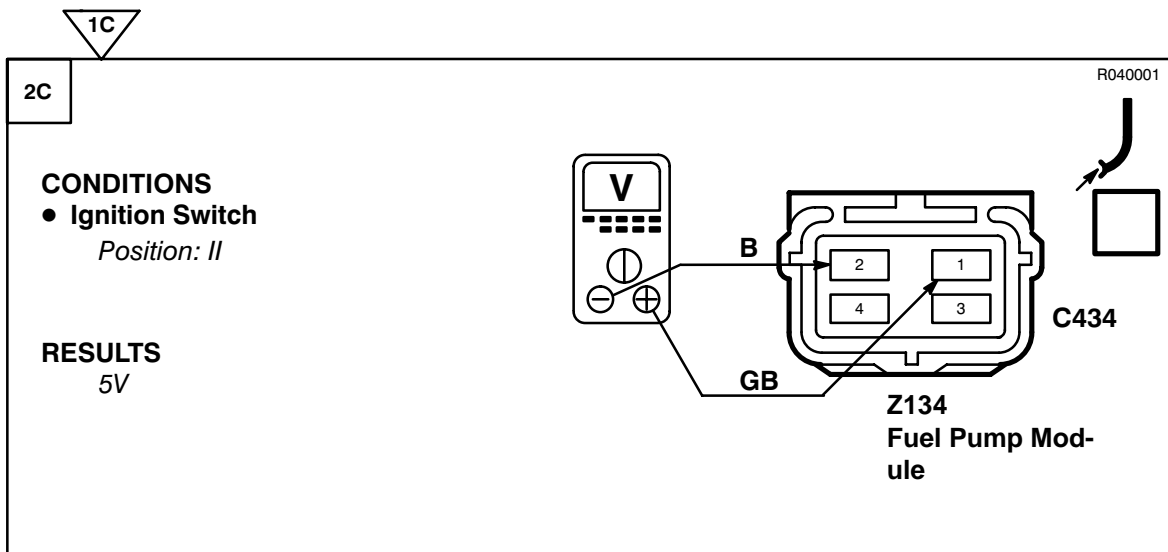 1C
2C
R040001
CONDITIONS
● Ignition Switch
Position: II
RESULTS
5V
V
B
GB
2
1
4
3
C434
Z134
Fuel Pump Mod-
ule